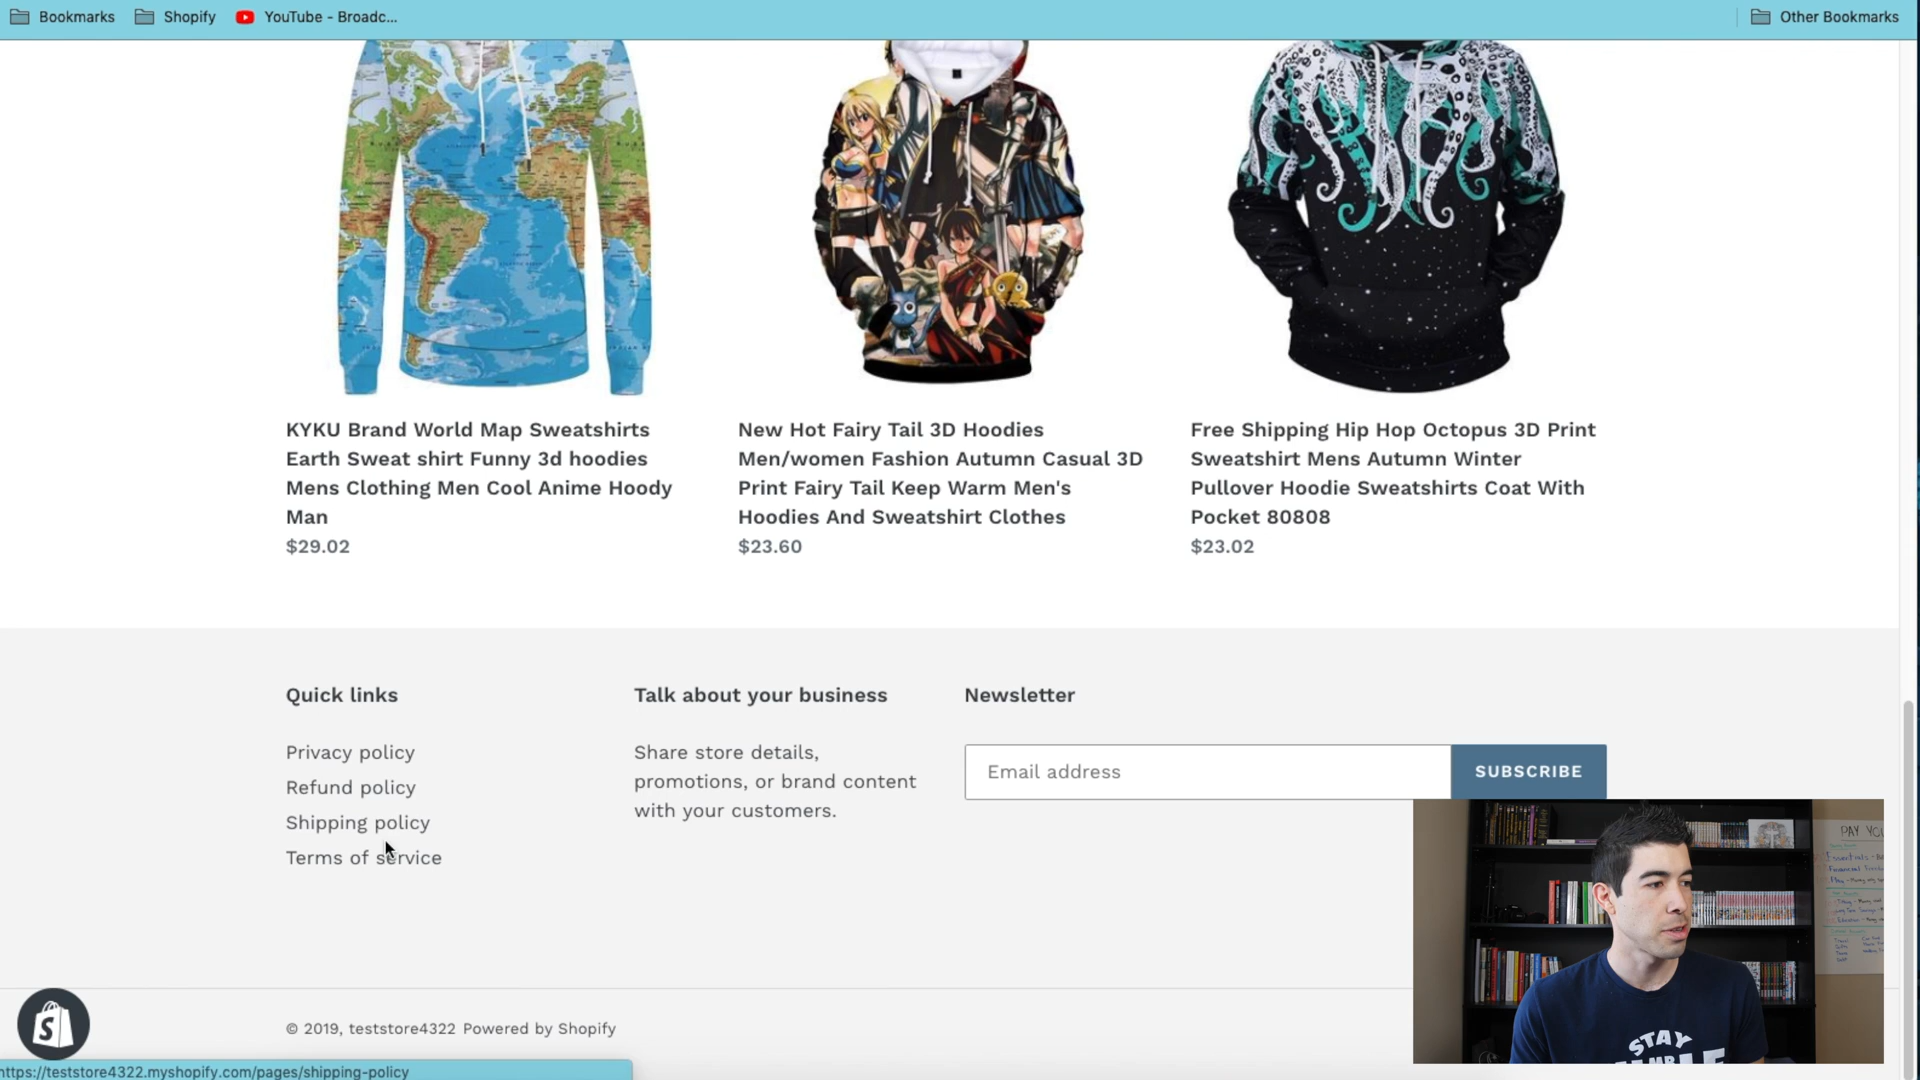 Bookmarks Shopify YouTube - Broadc... Other Bookmarks
KYKU Brand World Map Sweatshirts
Earth Sweat shirt Funny 3d hoodies
Mens Clothing Men Cool Anime Hoody
Man
$29.02
New Hot Fairy Tail 3D Hoodies
Men/women Fashion Autumn Casual 3D
Print Fairy Tail Keep Warm Men's
Hoodies And Sweatshirt Clothes
$23.60
Free Shipping Hip Hop Octopus 3D Print
Sweatshirt Mens Autumn Winter
Pullover Hoodie Sweatshirts Coat With
Pocket 80808
$23.02
Quick links
Privacy policy
Refund policy
Shipping policy
Terms of service
Talk about your business
Share store details,
promotions, or brand content
with your customers.
Newsletter
Email address
SUBSCRIBE
PAY
STAY
© 2019, teststore4322 Powered by Shopify
https://teststore4322.myshopify.com/pages/shipping-policy